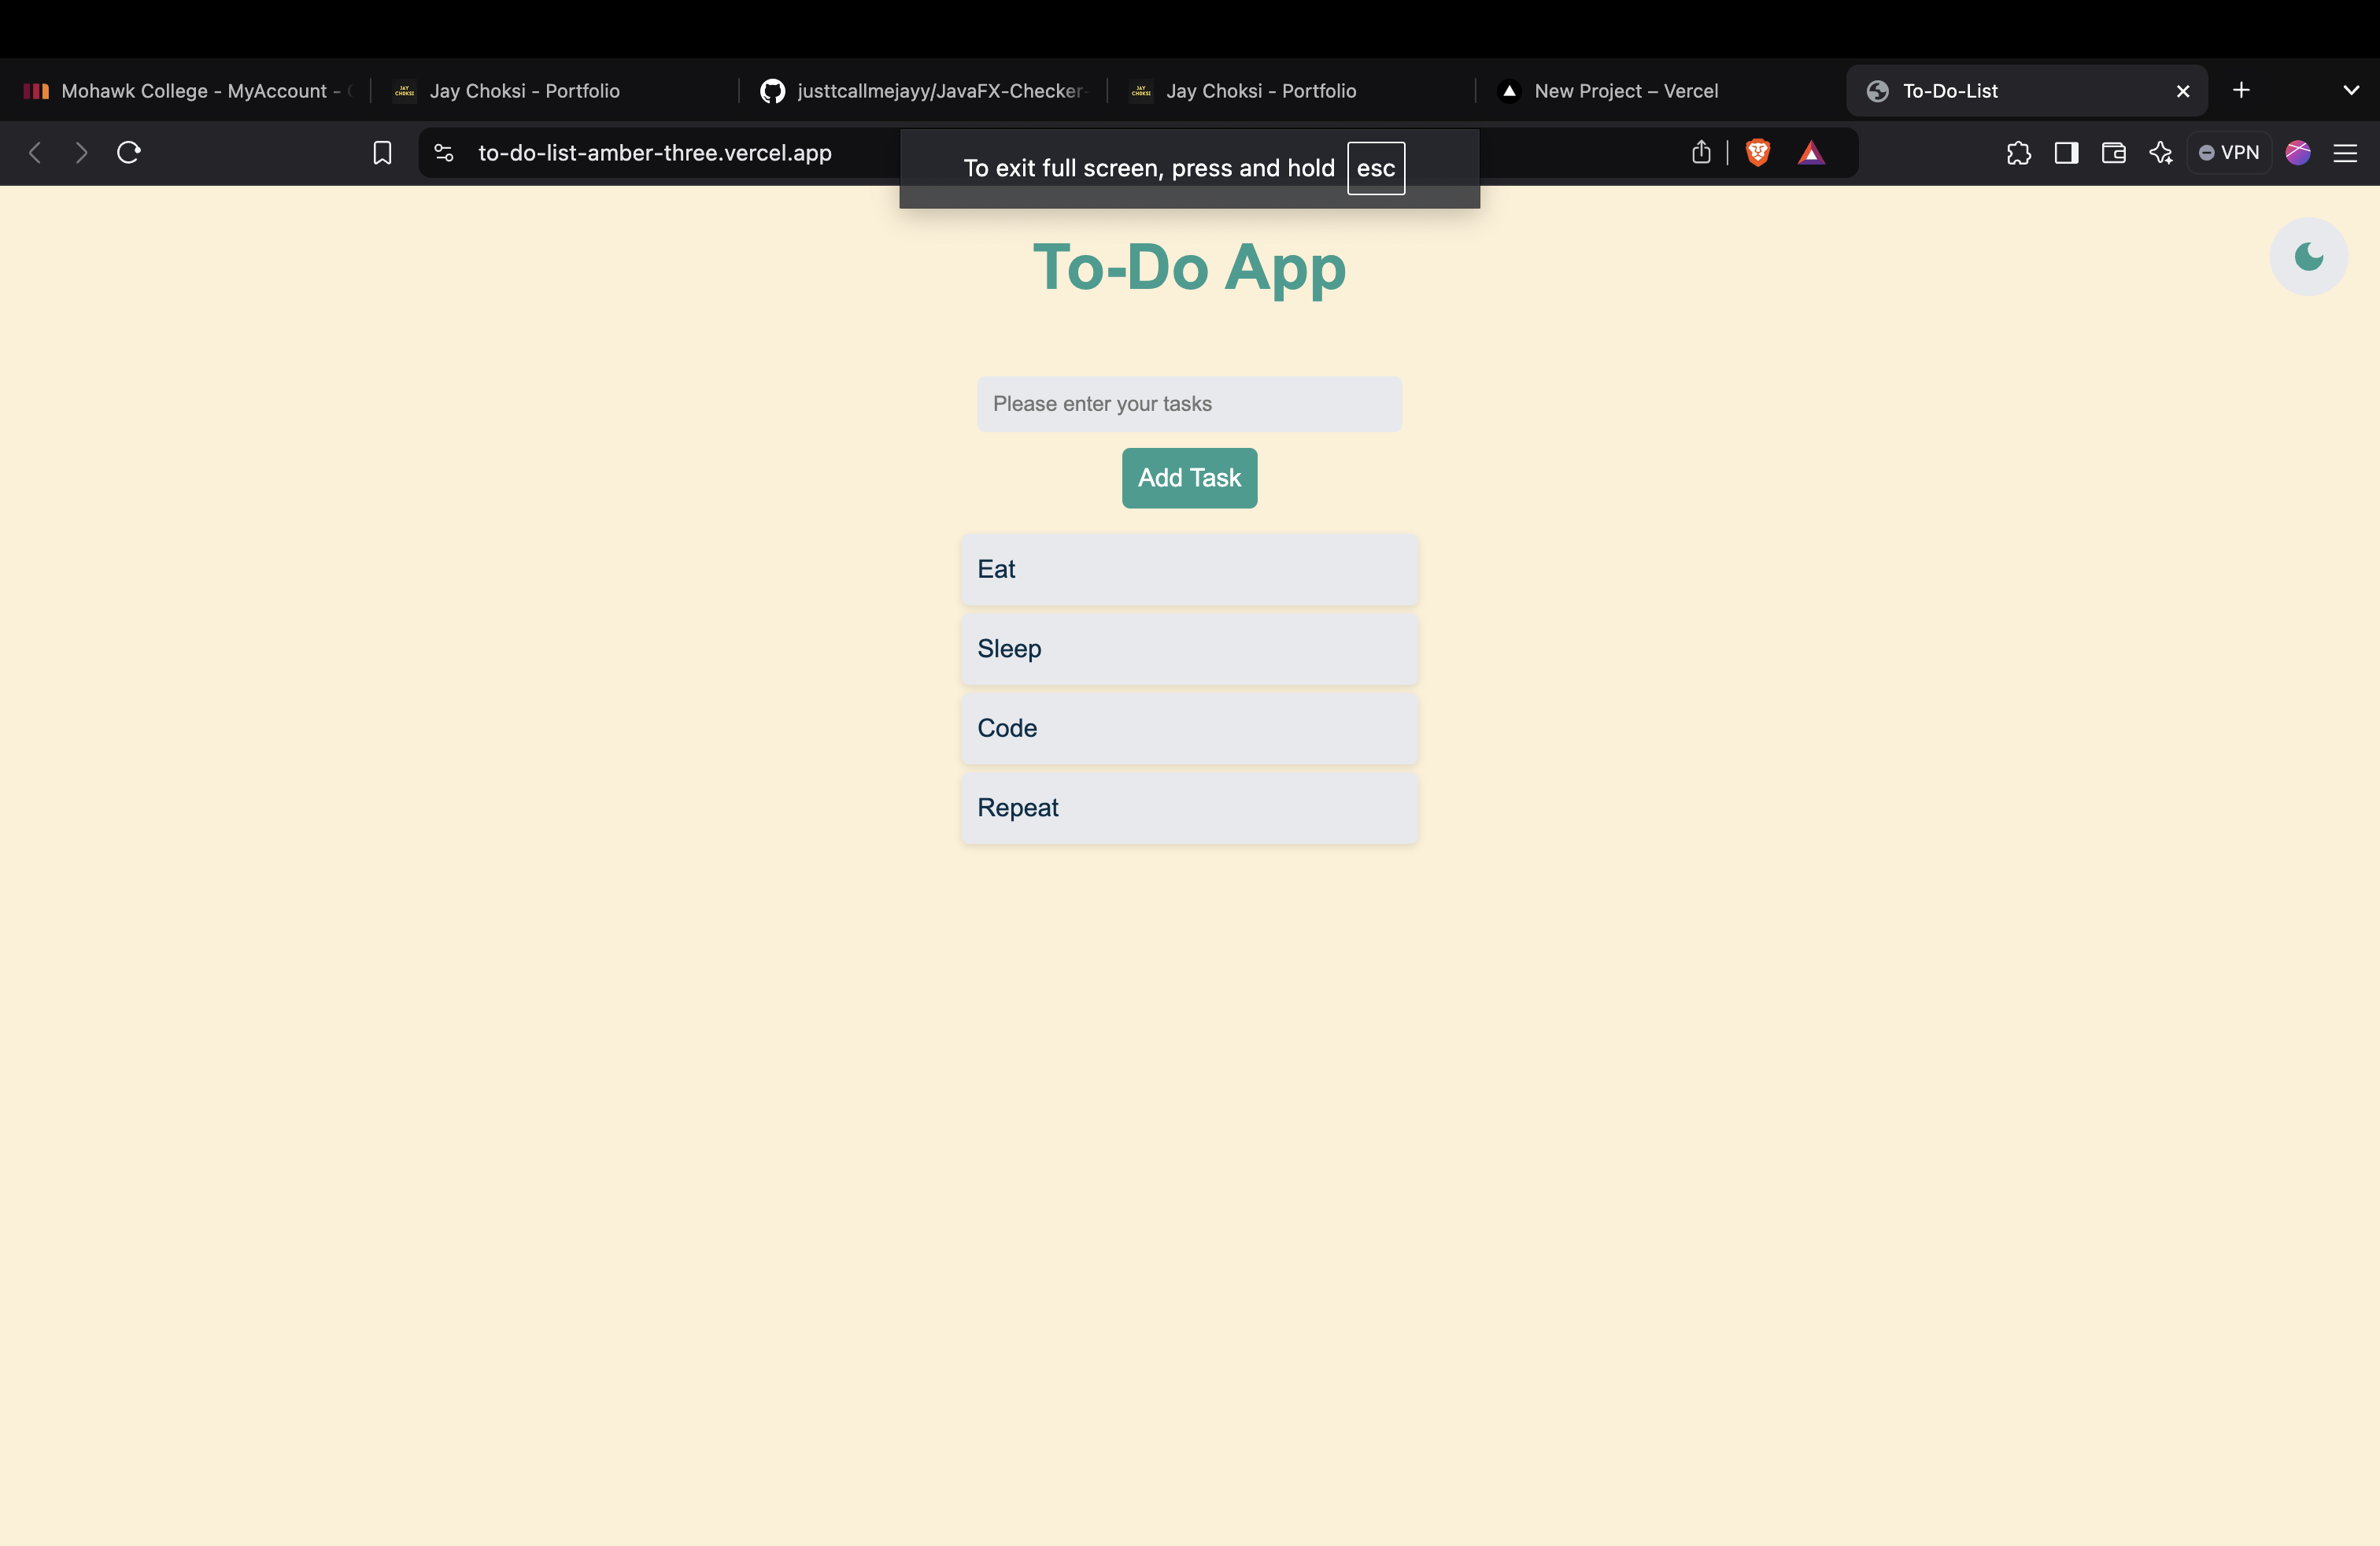 Mohawk College - MyAccount -
Jay Choksi - Portfolio
justtcallmejayy/JavaFX-Checker-
Jay Choksi - Portfolio
New Project – Vercel
To-Do-List
to-do-list-amber-three.vercel.app
To exit full screen, press and hold esc
VPN
To-Do App
Please enter your tasks
Add Task
Eat
Sleep
Code
Repeat